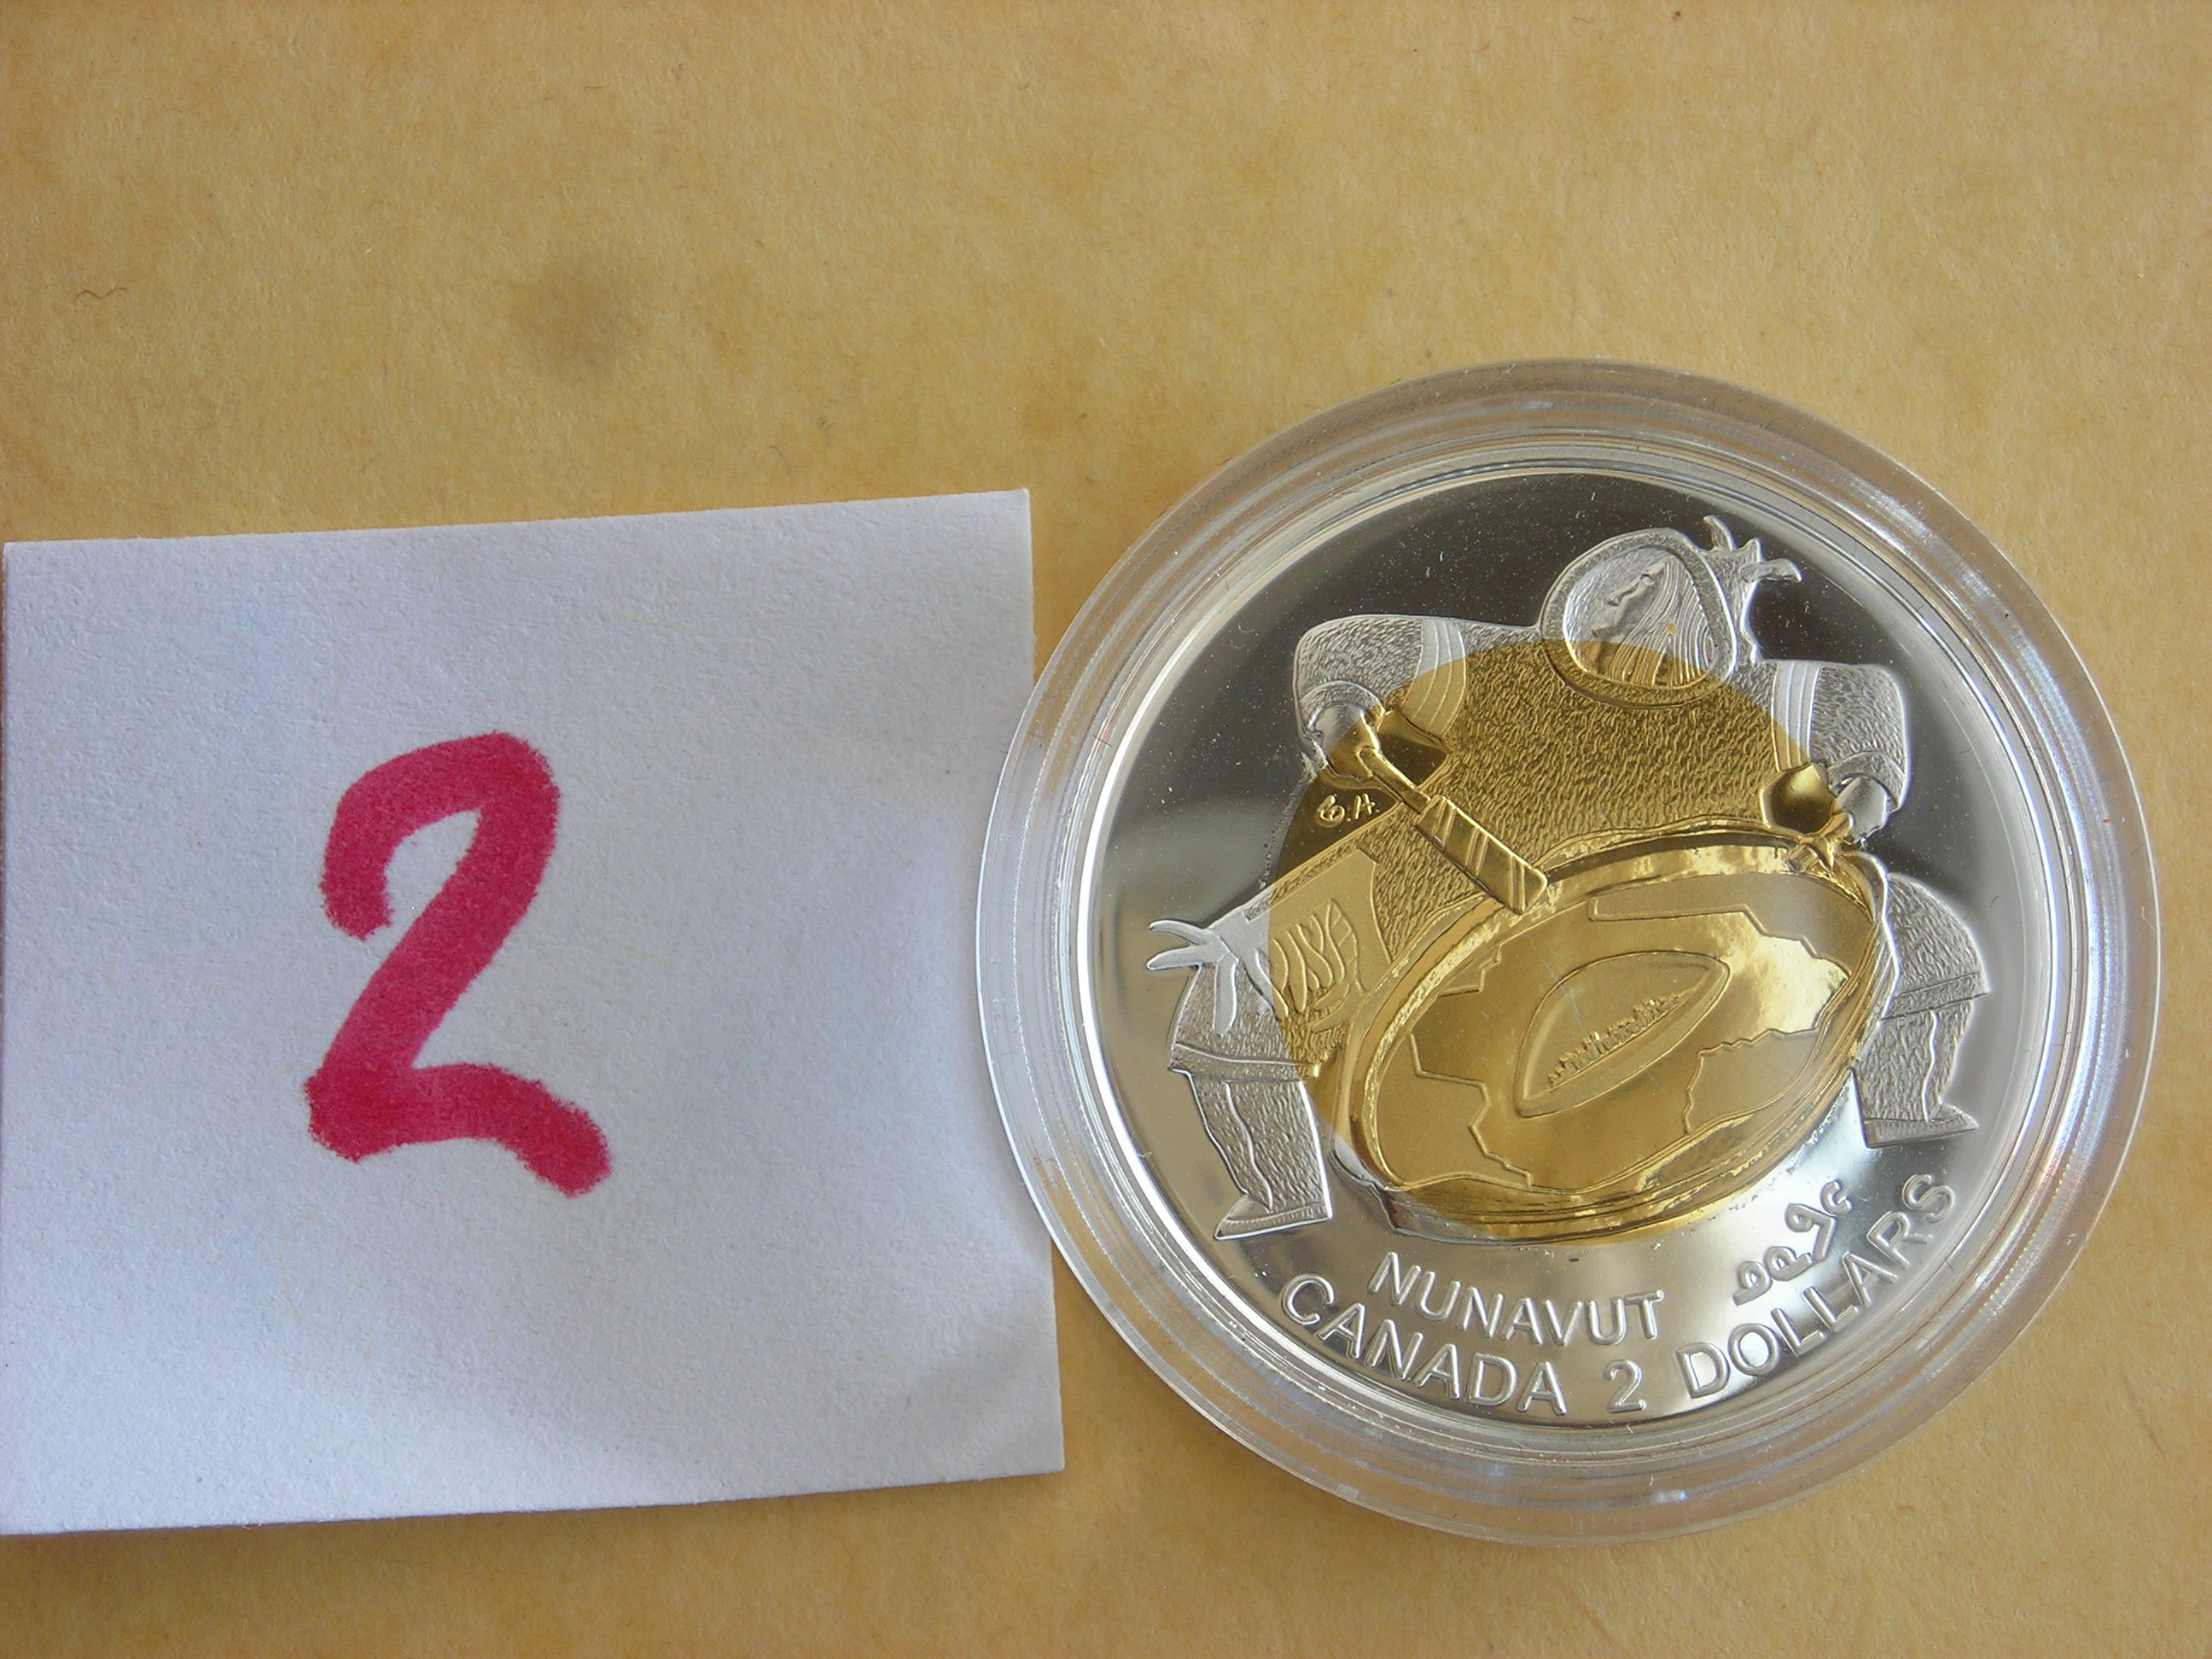 2
E.A.
NUNAVUT ᓄᓇᕗᑦ
CANADA 2 DOLLARS